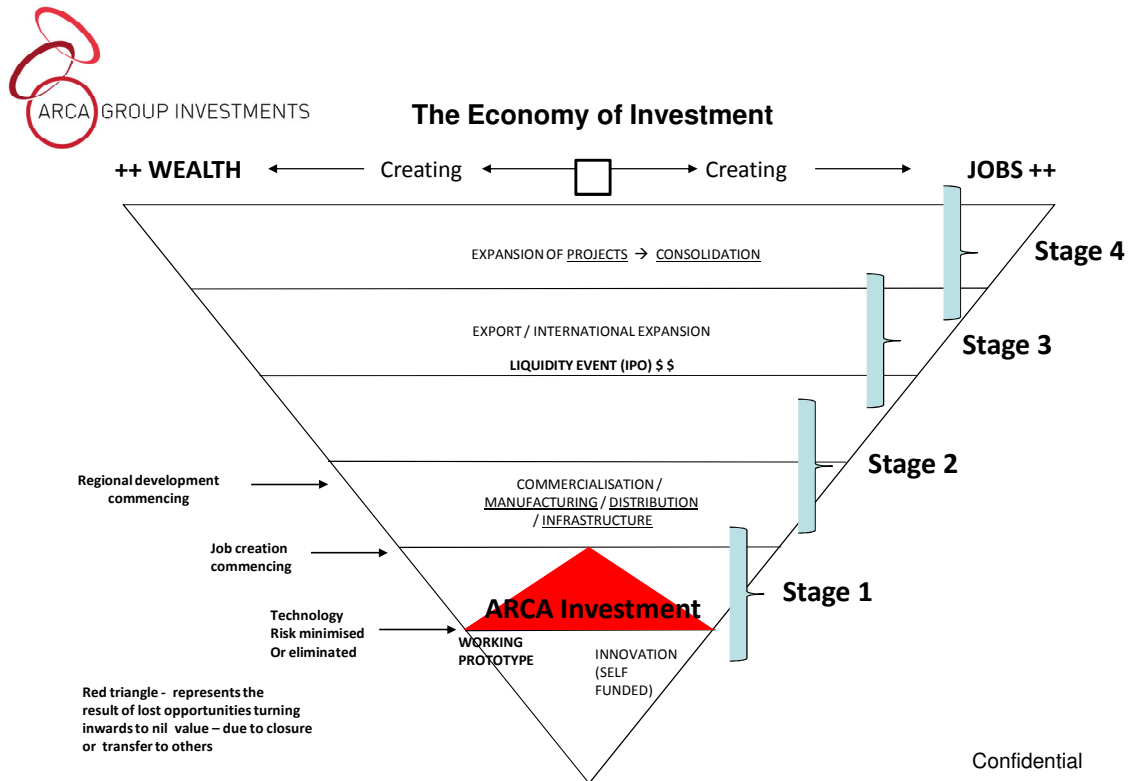 ARCA GROUP INVESTMENTS
The Economy of Investment
++ WEALTH Creating Creating JOBS ++
EXPANSION OF PROJECTS → CONSOLIDATION
Stage 4
EXPORT / INTERNATIONAL EXPANSION
Stage 3
LIQUIDITY EVENT (IPO) $ $
Stage 2
Regional development
commencing
COMMERCIALISATION /
MANUFACTURING / DISTRIBUTION
/ INFRASTRUCTURE
Job creation
commencing
Stage 1
ARCA Investment
Technology
Risk minimised
Or eliminated
WORKING
PROTOTYPE
INNOVATION
(SELF
FUNDED)
Red triangle - represents the
result of lost opportunities turning
inwards to nil value – due to closure
or transfer to others
Confidential